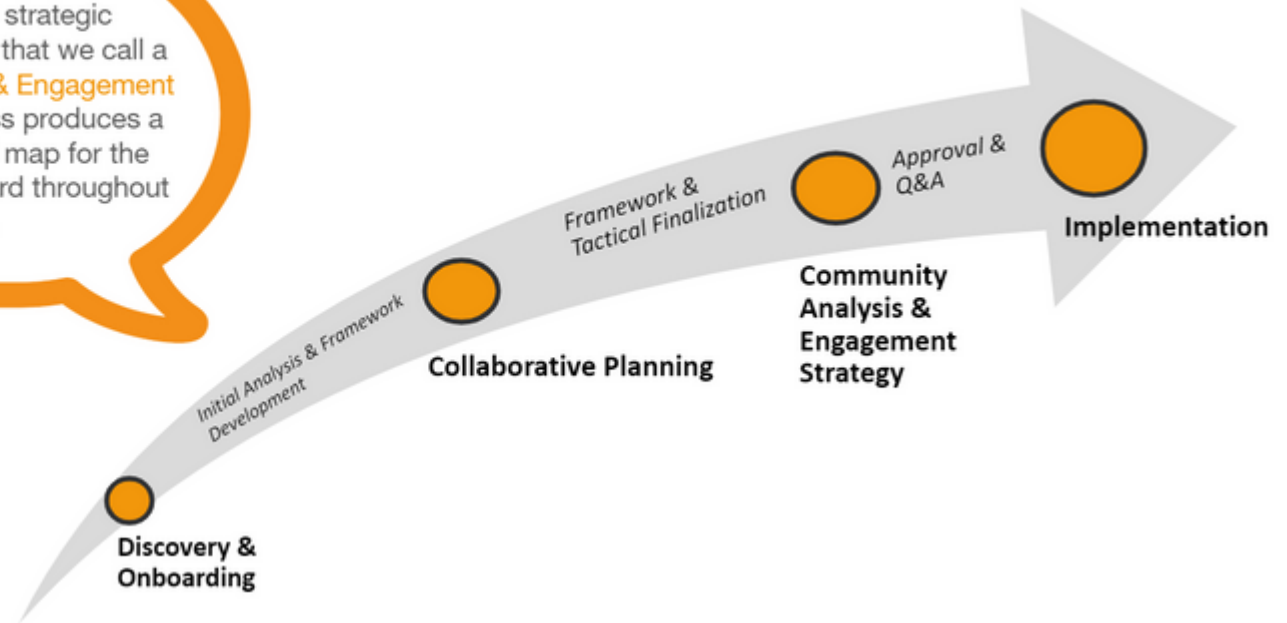 strategic
that we call a
& Engagement
s produces a
map for the
rd throughout
Initial Analysis & Framework
Development
Framework &
Tactical Finalization
Approval &
Q&A
Discovery &
Onboarding
Collaborative Planning
Community
Analysis &
Engagement
Strategy
Implementation